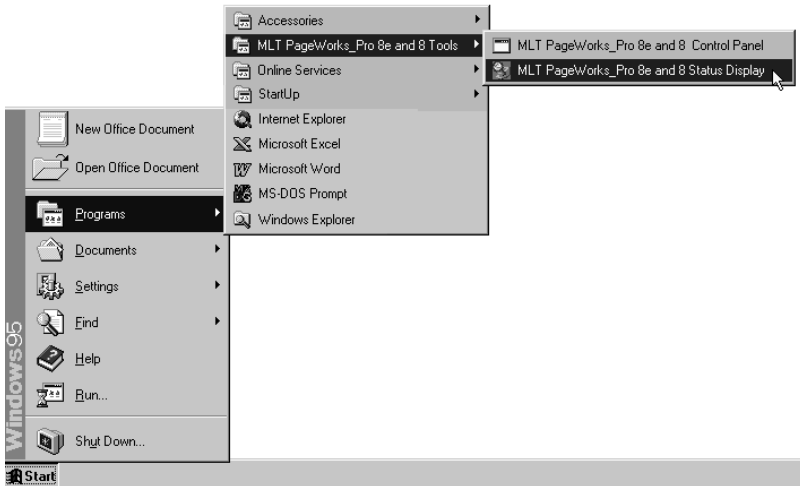 Accessories
MLT PageWorks_Pro 8e and 8 Tools
Online Services
StartUp
Internet Explorer
Microsoft Excel
Microsoft Word
MS-DOS Prompt
Windows Explorer
MLT PageWorks_Pro 8e and 8 Control Panel
MLT PageWorks_Pro 8e and 8 Status Display
New Office Document
Open Office Document
Programs
Documents
Settings
Find
Help
Run...
Shut Down...
Windows95
Start